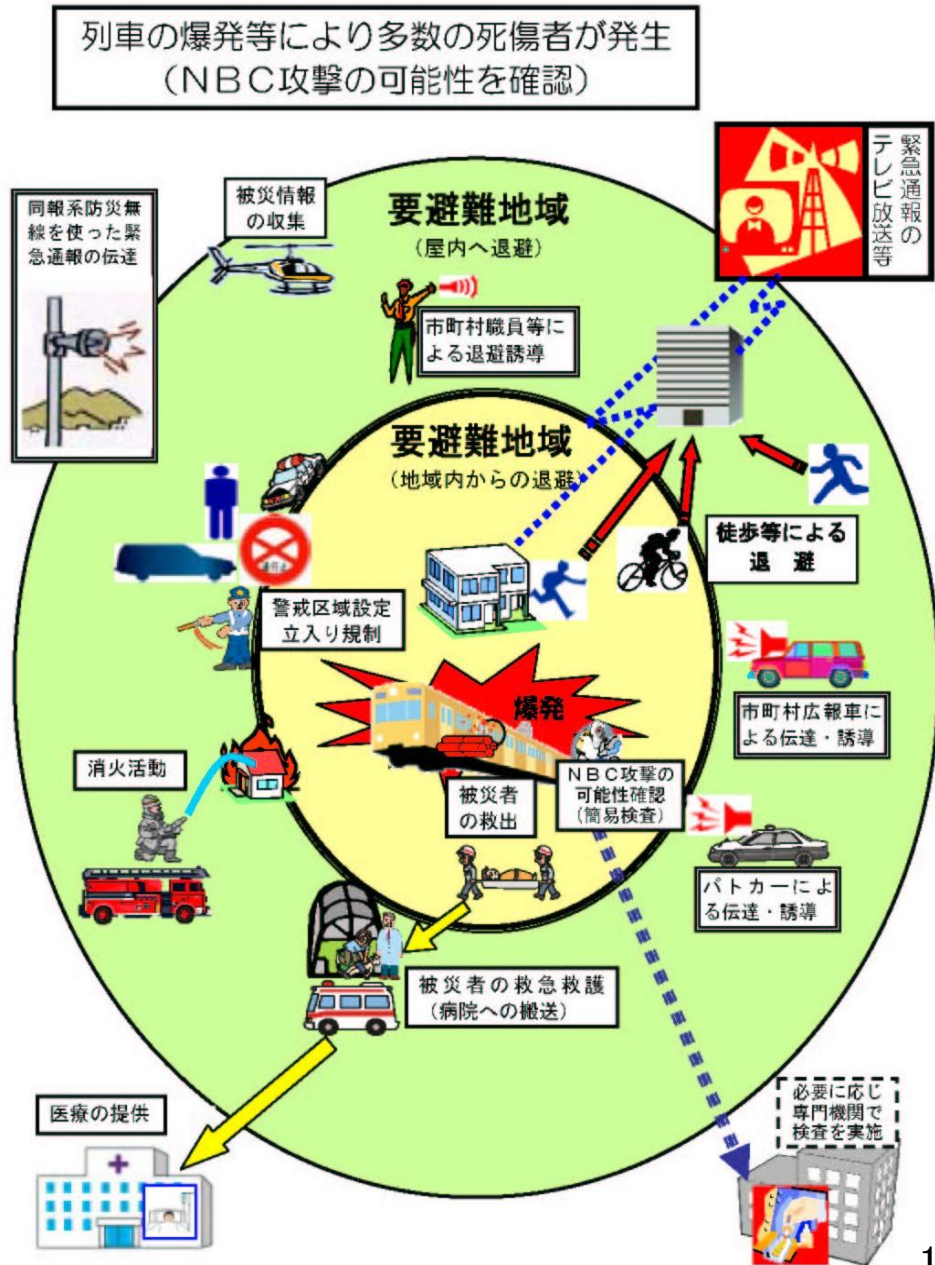 列車の爆発等により多数の死傷者が発生
(NBC攻撃の可能性を確認)
緊急通報の
テレビ放送等
同報系防災無
線を使った緊
急通報の伝達
被災情報
の収集
要避難地域
(屋内へ退避)
市町村職員等に
よる退避誘導
要避難地域
(地域内からの退避)
徒歩等による
退避
警戒区域設定
立入り規制
爆発
市町村広報車に
よる伝達・誘導
消火活動
被災者
の救出
NBC攻撃の
可能性確認
(簡易検査)
パトカーによ
る伝達・誘導
被災者の救急救護
(病院への搬送)
医療の提供
必要に応じ
専門機関で
検査を実施
1